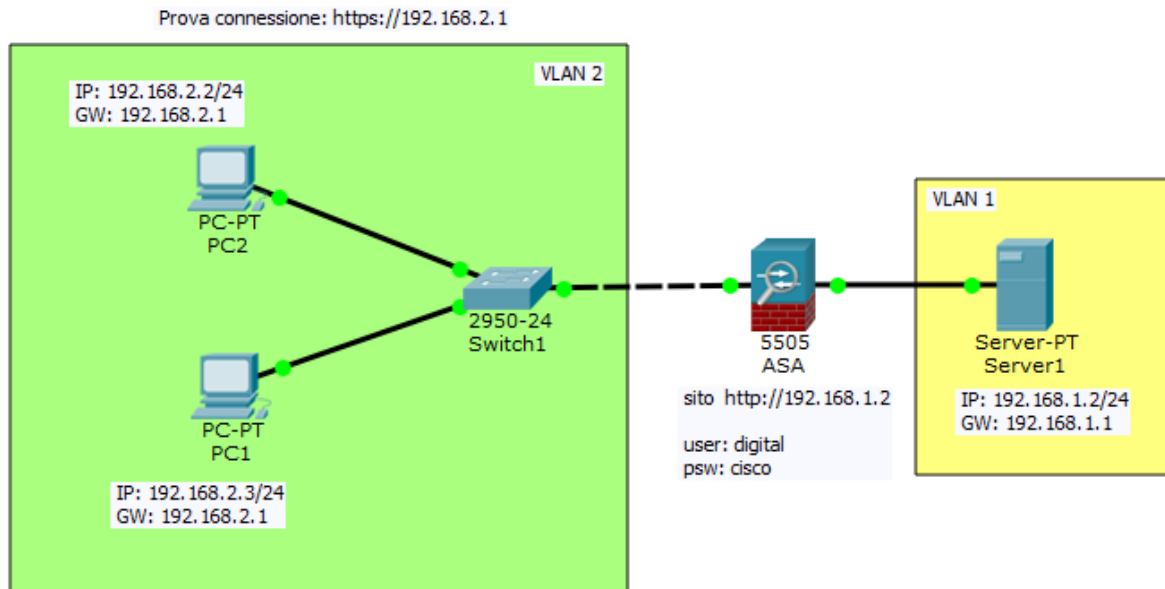 Prova connessione: https://192.168.2.1
VLAN 2
IP: 192.168.2.2/24
GW: 192.168.2.1
PC-PT
PC2
2950-24
Switch1
PC-PT
PC1
IP: 192.168.2.3/24
GW: 192.168.2.1
5505
ASA
sito http://192.168.1.2
user: digital
psw: cisco
VLAN 1
Server-PT
Server1
IP: 192.168.1.2/24
GW: 192.168.1.1